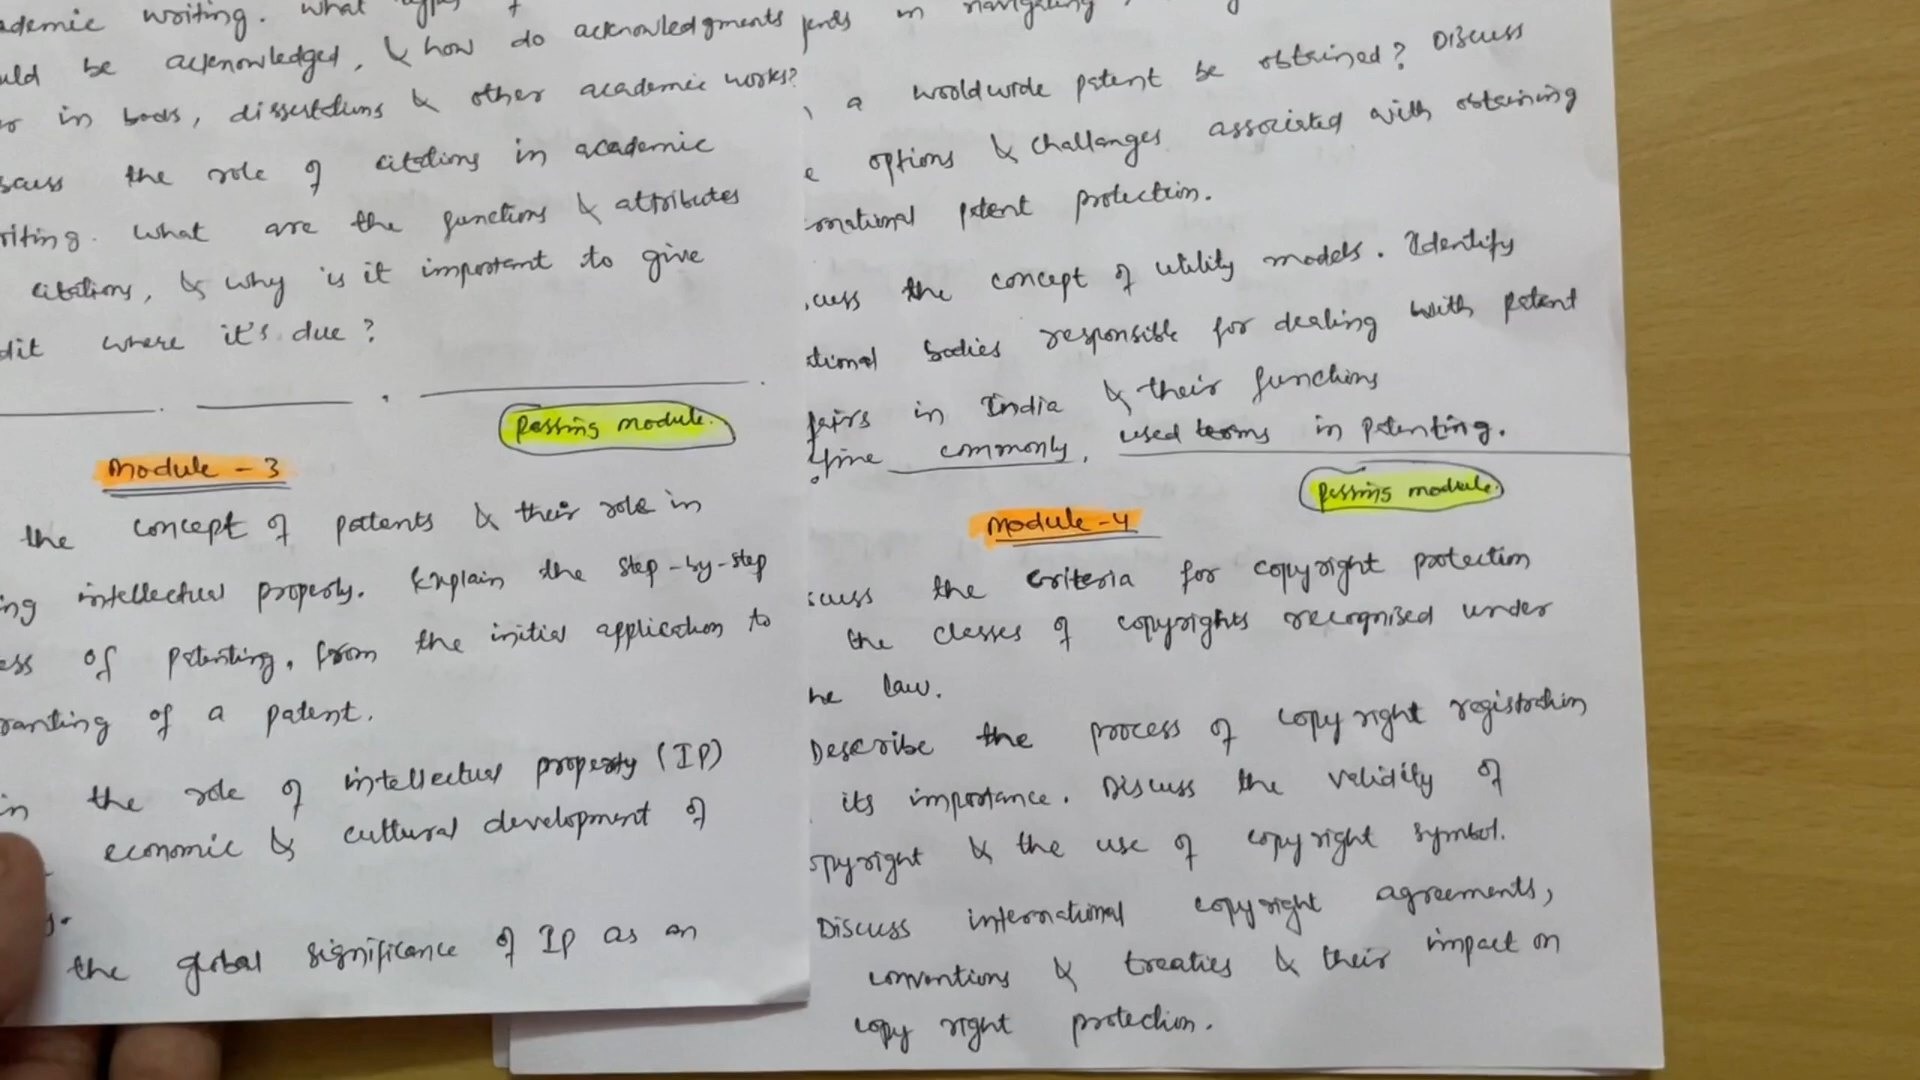 ademic writing. What types
uld be acknowledged, & how do acknowledgments
in books, dissertations & other academic works?
scuss the role of citations in academic
riting. What are the functions & attributes
citations, & why is it important to give
dit where it's due?
Passing module.
Module - 3
the concept of patents & their role in
ing intellectual property. Explain the step-by-step
ess of patenting, from the initial application to
ranting of a patent.
in the role of intellectual property (IP)
economic & cultural development of
s.
the global significance of IP as an
in navigating
a worldwide patent be obtained? Discuss
e options & challanges associated with obtaining
rnational patent protection.
cuss the concept of utility models. Identify
tional bodies responsible for dealing with patent
fairs in India & their functions
fine commonly used terms in patenting.
Passing module.
Module - 4
scuss the criteria for copyright protection
the classes of copyrights recognised under
he law.
Describe the process of copyright registration
its importance. Discuss the validity of
opyright & the use of copyright symbol.
Discuss international copyright agreements,
conventions & treaties & their impact on
copy right protection.